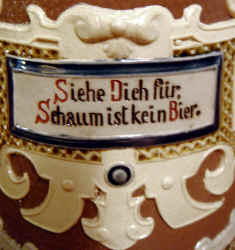 Siehe Dich für,
Schaum ist kein Bier.